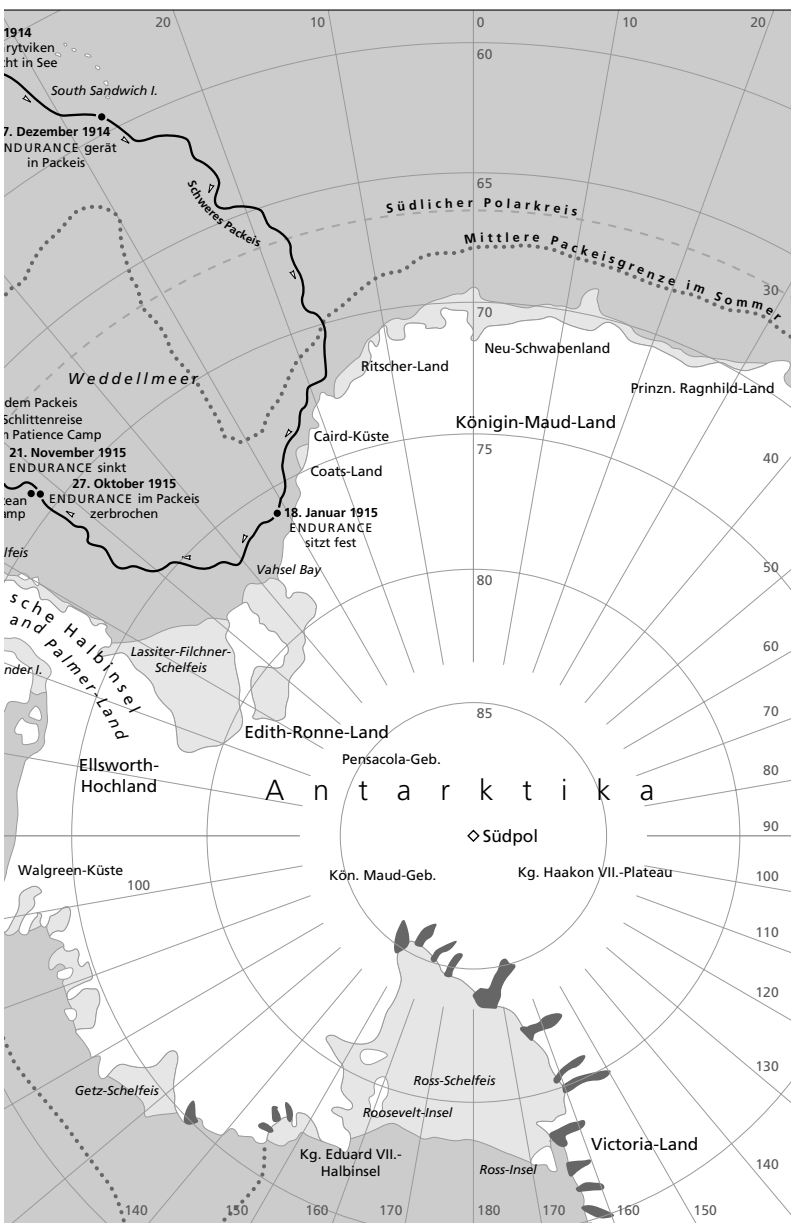 20
10
0
10
20
1914
rytviken
ht in See
60
South Sandwich I.
7. Dezember 1914
NDURANCE gerät
in Packeis
Schweres Packeis
65
Südlicher Polarkreis
Mittlere Packeisgrenze im Sommer
30
70
Neu-Schwabenland
Ritscher-Land
Weddellmeer
Prinzn. Ragnhild-Land
dem Packeis
Schlittenreise
n Patience Camp
Königin-Maud-Land
Caird-Küste
75
21. November 1915
ENDURANCE sinkt
40
Coats-Land
27. Oktober 1915
ENDURANCE im Packeis
zerbrochen
ean
amp
18. Januar 1915
ENDURANCE
sitzt fest
lfeis
Vahsel Bay
80
50
sche Halbinsel
and Palmer-Land
Lassiter-Filchner-
Schelfeis
60
nder I.
85
70
Edith-Ronne-Land
Pensacola-Geb.
Ellsworth-
Hochland
80
Antarktika
Südpol
90
Walgreen-Küste
100
Kön. Maud-Geb.
Kg. Haakon VII.-Plateau
100
110
120
130
Getz-Schelfeis
Ross-Schelfeis
Roosevelt-Insel
Kg. Eduard VII.-
Halbinsel
Ross-Insel
Victoria-Land
140
140
150
160
170
180
170
160
150